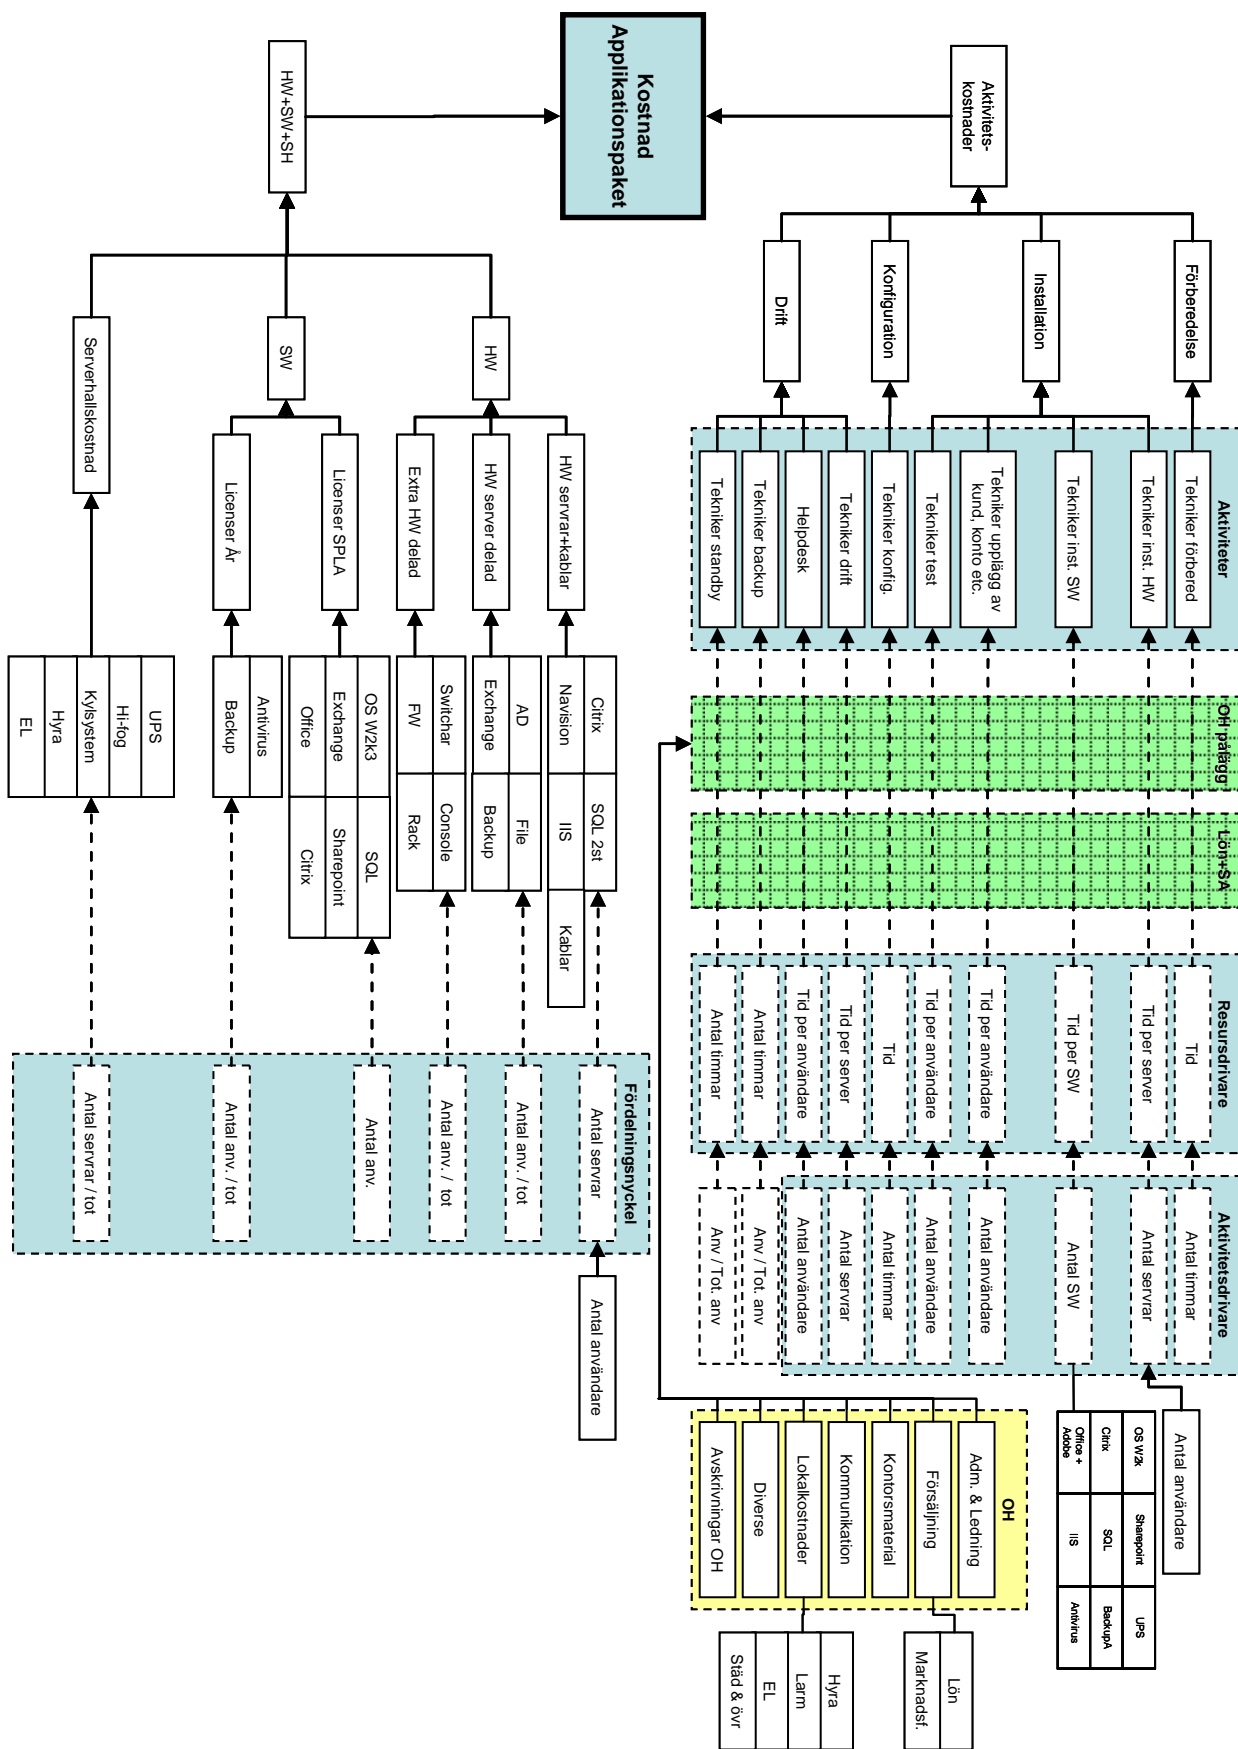 Kostnad
Applikationspaket
Aktivitets-
kostnader
Förberedelse
Installation
Konfiguration
Drift
Aktiviteter
Tekniker förbered
Tekniker inst. HW
Tekniker inst. SW
Tekniker upplägg av
kund, konto etc.
Tekniker test
Tekniker konfig.
Tekniker drift
Helpdesk
Tekniker backup
Tekniker standby
OH pålägg
Lön+SA
Resursdrivare
Tid
Tid per server
Tid per SW
Tid per användare
Tid per användare
Tid
Tid per server
Tid per användare
Antal timmar
Antal timmar
Aktivitetsdrivare
Antal timmar
Antal servrar
Antal SW
Antal användare
Antal användare
Antal timmar
Antal servrar
Antal användare
Anv / Tot. anv
Anv / Tot. anv
Antal användare
OS W2k
Sharepoint
UPS
Citrix
SQL
BackupA
Office +
Adobe
IIS
Antivirus
OH
Adm. & Ledning
Försäljning
Kontorsmaterial
Kommunikation
Lokalkostnader
Diverse
Avskrivningar OH
Lön
Marknadsf.
Hyra
Larm
EL
Städ & övr
HW+SW+SH
HW
SW
Serverhallskostnad
HW servrar+kablar
HW server delad
Extra HW delad
Licenser SPLA
Licenser År
Citrix
SQL 2st
Navision
IIS
Kablar
AD
File
Exchange
Backup
Switchar
Console
FW
Rack
OS W2k3
SQL
Exchange
Sharepoint
Office
Citrix
Antivirus
Backup
UPS
Hi-fog
Kylsystem
Hyra
EL
Fördelningsnyckel
Antal servrar
Antal anv. / tot
Antal anv. / tot
Antal anv.
Antal anv. / tot
Antal servrar / tot
Antal användare